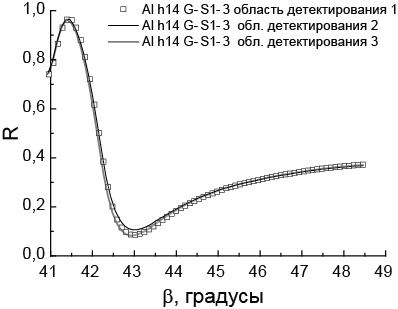 Al h14 G-S1-3 область детектирования 1
Al h14 G-S1-3 обл. детектирования 2
Al h14 G-S1-3 обл. детектирования 3
R
1,0
0,8
0,6
0,4
0,2
0,0
41 42 43 44 45 46 47 48 49
β, градусы